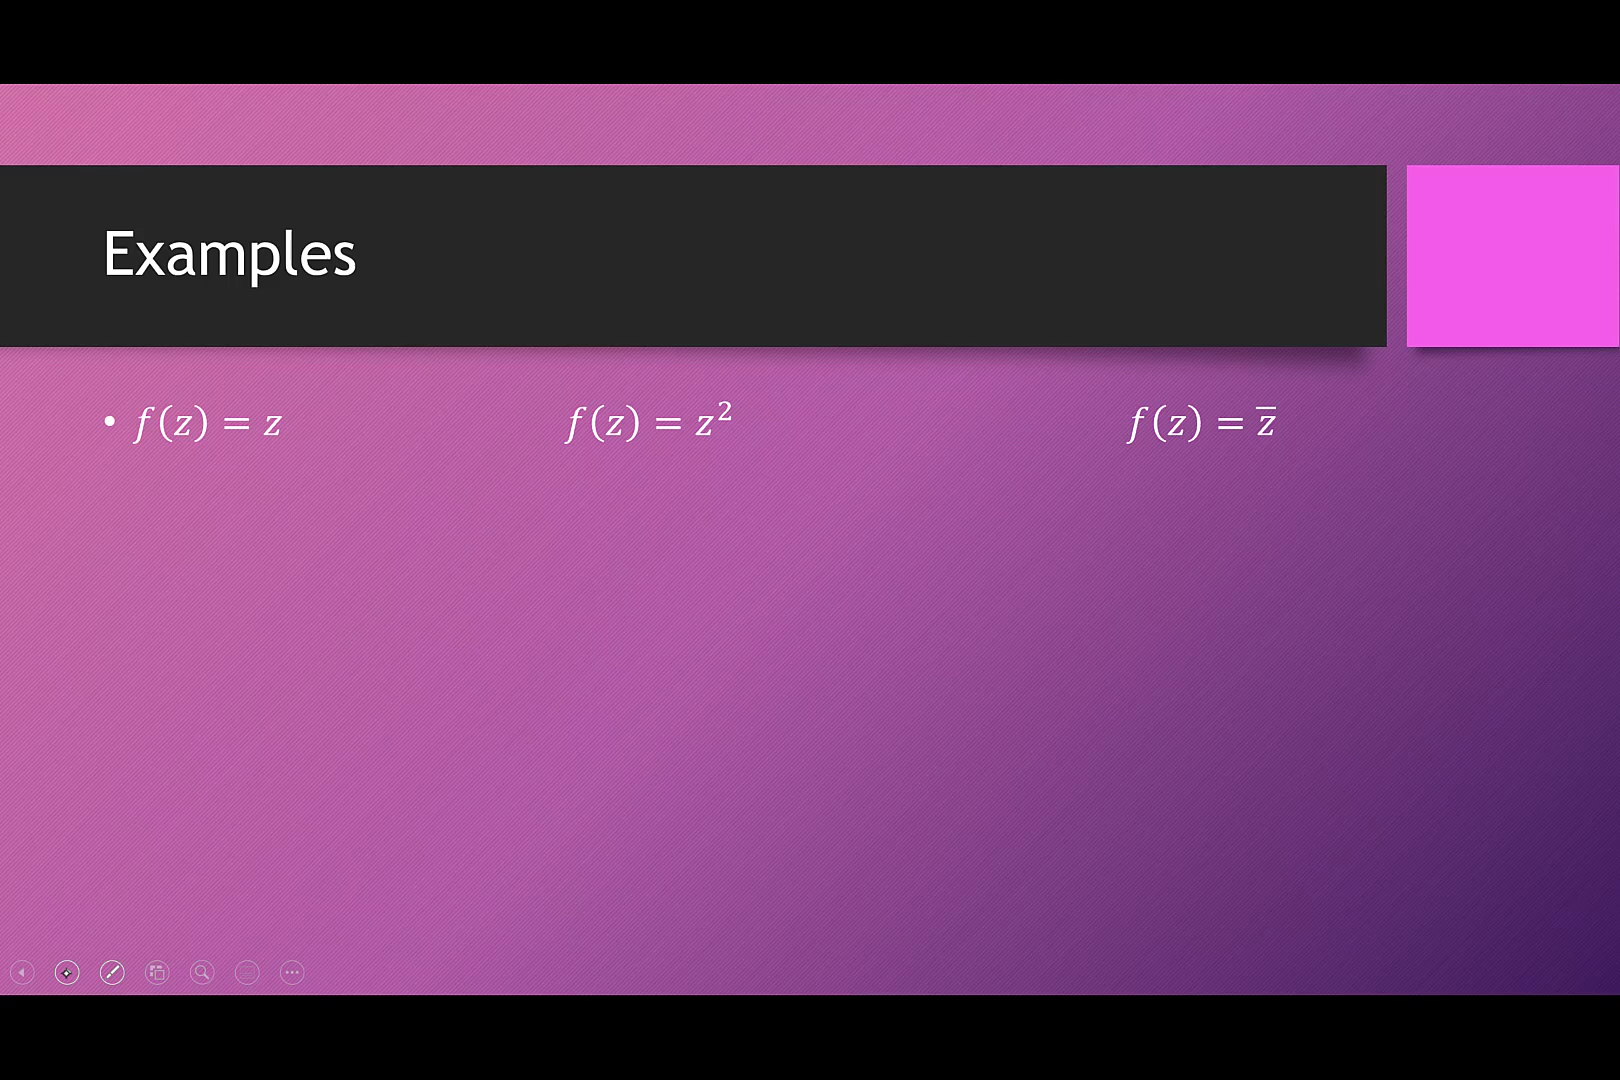 Examples
• f(z) = z f(z) = z² f(z) = z̅